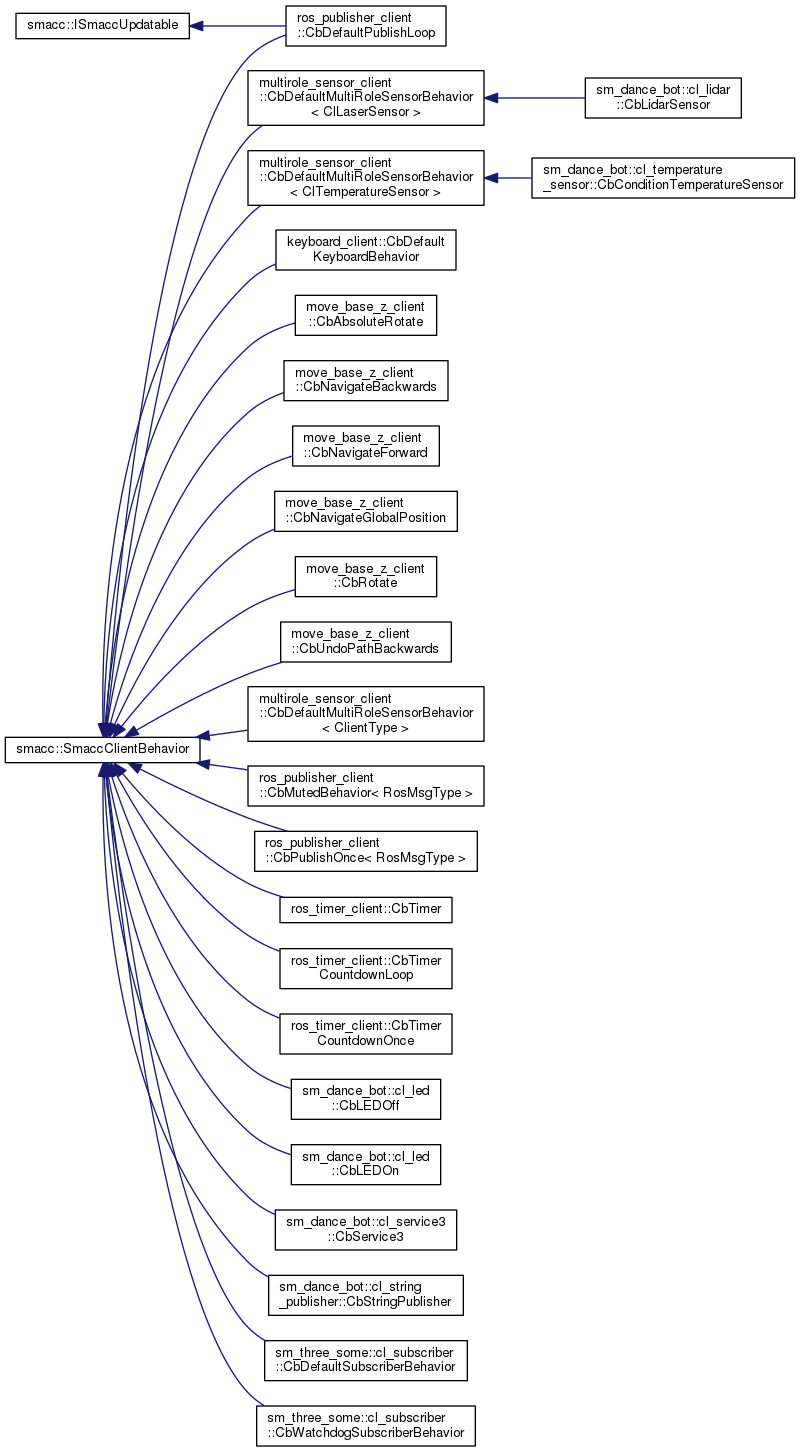 smacc::ISmaccUpdatable
ros_publisher_client
::CbDefaultPublishLoop
multirole_sensor_client
::CbDefaultMultiRoleSensorBehavior
< ClLaserSensor >
sm_dance_bot::cl_lidar
::CbLidarSensor
multirole_sensor_client
::CbDefaultMultiRoleSensorBehavior
< ClTemperatureSensor >
sm_dance_bot::cl_temperature
_sensor::CbConditionTemperatureSensor
keyboard_client::CbDefault
KeyboardBehavior
move_base_z_client
::CbAbsoluteRotate
move_base_z_client
::CbNavigateBackwards
move_base_z_client
::CbNavigateForward
move_base_z_client
::CbNavigateGlobalPosition
move_base_z_client
::CbRotate
move_base_z_client
::CbUndoPathBackwards
multirole_sensor_client
::CbDefaultMultiRoleSensorBehavior
< ClientType >
smacc::SmaccClientBehavior
ros_publisher_client
::CbMutedBehavior< RosMsgType >
ros_publisher_client
::CbPublishOnce< RosMsgType >
ros_timer_client::CbTimer
ros_timer_client::CbTimer
CountdownLoop
ros_timer_client::CbTimer
CountdownOnce
sm_dance_bot::cl_led
::CbLEDOff
sm_dance_bot::cl_led
::CbLEDOn
sm_dance_bot::cl_service3
::CbService3
sm_dance_bot::cl_string
_publisher::CbStringPublisher
sm_three_some::cl_subscriber
::CbDefaultSubscriberBehavior
sm_three_some::cl_subscriber
::CbWatchdogSubscriberBehavior